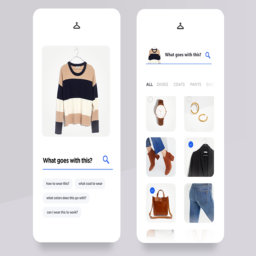 What goes with this?
how to wear this?
what coat to wear
what colors does this go with?
can I wear this to work?
What goes with this?
ALL SHOES COATS PANTS